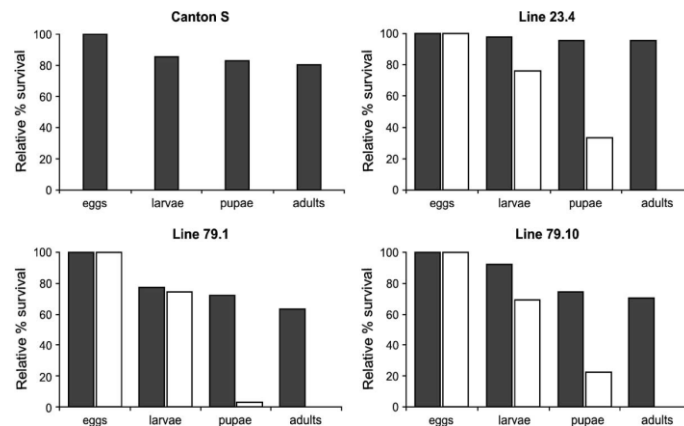 Canton S
Relative % survival
100
80
60
40
20
0
eggs larvae pupae adults
Line 23.4
Relative % survival
100
80
60
40
20
0
eggs larvae pupae adults
Line 79.1
Relative % survival
100
80
60
40
20
0
eggs larvae pupae adults
Line 79.10
Relative % survival
100
80
60
40
20
0
eggs larvae pupae adults